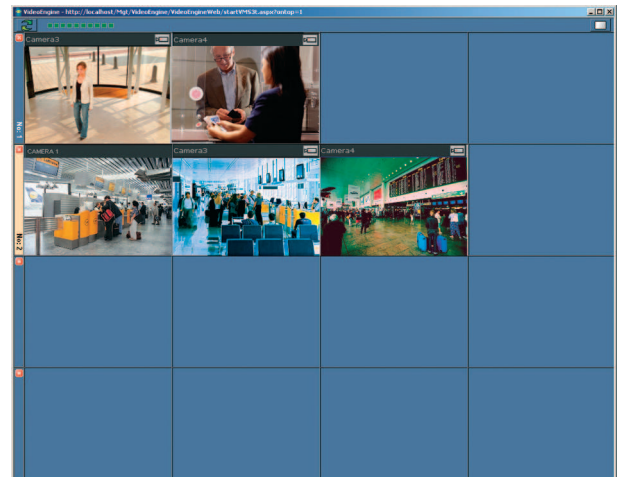 VideoEngine - http://localhost/Mgt/VideoEngine/VideoEngineWeb/startVMS3I.aspx?ontop=1
Camera3
Camera4
No: 1
CAMERA 1
Camera3
Camera4
No: 2